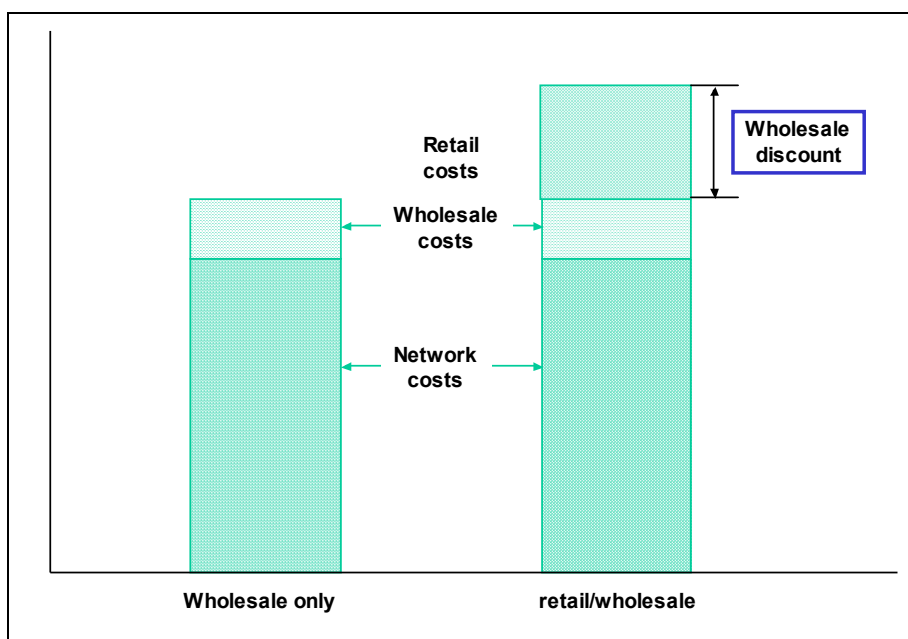 Retail
costs
Wholesale
discount
Wholesale
costs
Network
costs
Wholesale only
retail/wholesale